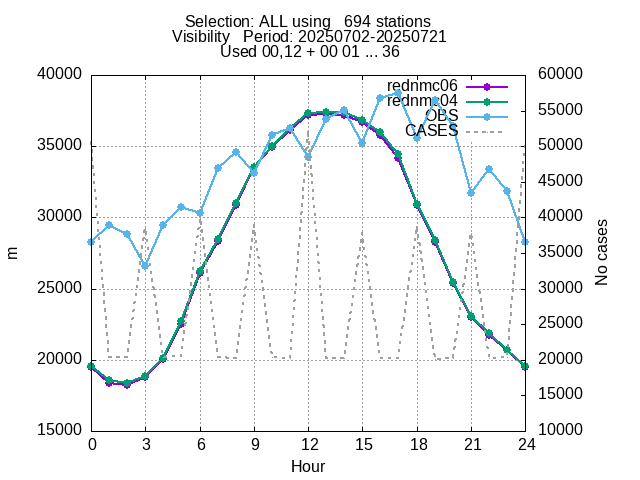 Selection: ALL using   694 stations
Visibility   Period: 20250702-20250721
Used 00,12 + 00 01 ... 36
40000
35000
30000
25000
20000
15000
m
60000
55000
50000
45000
40000
35000
30000
25000
20000
15000
10000
No cases
rednmc06
rednmc04
OBS
CASES
0 3 6 9 12 15 18 21 24
Hour